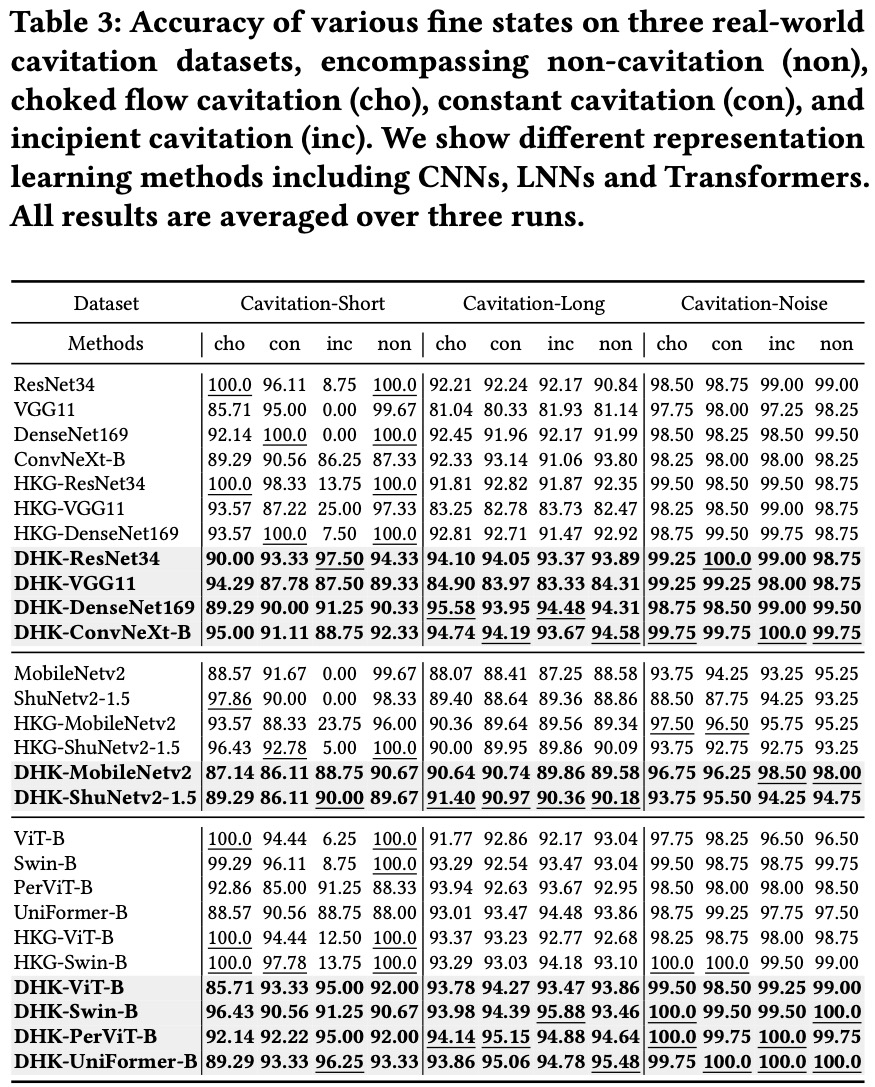 Table 3: Accuracy of various fine states on three real-world
cavitation datasets, encompassing non-cavitation (non),
choked flow cavitation (cho), constant cavitation (con), and
incipient cavitation (inc). We show different representation
learning methods including CNNs, LNNs and Transformers.
All results are averaged over three runs.
Dataset Cavitation-Short Cavitation-Long Cavitation-Noise
Methods cho con inc non cho con inc non cho con inc non
ResNet34 100.0 96.11 8.75 100.0 92.21 92.24 92.17 90.84 98.50 98.75 99.00 99.00
VGG11 85.71 95.00 0.00 99.67 81.04 80.33 81.93 81.14 97.75 98.00 97.25 98.25
DenseNet169 92.14 100.0 0.00 100.0 92.45 91.96 92.17 91.99 98.50 98.25 98.50 99.50
ConvNeXt-B 89.29 90.56 86.25 87.33 92.33 93.14 91.06 93.80 98.25 98.00 98.00 98.25
HKG-ResNet34 100.0 98.33 13.75 100.0 91.81 92.82 91.87 92.35 99.50 98.50 99.50 98.75
HKG-VGG11 93.57 87.22 25.00 97.33 83.25 82.78 83.73 82.47 98.25 98.50 99.00 98.75
HKG-DenseNet169 93.57 100.0 7.50 100.0 92.81 92.71 91.47 92.92 98.25 99.50 99.75 98.75
DHK-ResNet34 90.00 93.33 97.50 94.33 94.10 94.05 93.37 93.89 99.25 100.0 99.00 98.75
DHK-VGG11 94.29 87.78 87.50 89.33 84.90 83.97 83.33 84.31 99.25 99.25 98.00 98.75
DHK-DenseNet169 89.29 90.00 91.25 90.33 95.58 93.95 94.48 94.31 98.75 98.50 99.00 99.50
DHK-ConvNeXt-B 95.00 91.11 88.75 92.33 94.74 94.19 93.67 94.58 99.75 99.75 100.0 99.75
MobileNetv2 88.57 91.67 0.00 99.67 88.07 88.41 87.25 88.58 93.75 94.25 93.25 95.25
ShuNetv2-1.5 97.86 90.00 0.00 98.33 89.40 88.64 89.36 88.86 88.50 87.75 94.25 93.25
HKG-MobileNetv2 93.57 88.33 23.75 96.00 90.36 89.64 89.56 89.34 97.50 96.50 95.75 95.25
HKG-ShuNetv2-1.5 96.43 92.78 5.00 100.0 90.00 89.95 89.86 90.09 93.75 92.75 92.75 93.25
DHK-MobileNetv2 87.14 86.11 88.75 90.67 90.64 90.74 89.86 89.58 96.75 96.25 98.50 98.00
DHK-ShuNetv2-1.5 89.29 86.11 90.00 89.67 91.40 90.97 90.36 90.18 93.75 95.50 94.25 94.75
ViT-B 100.0 94.44 6.25 100.0 91.77 92.86 92.17 93.04 97.75 98.25 96.50 96.50
Swin-B 99.29 96.11 8.75 100.0 93.29 92.54 93.47 93.04 99.50 98.75 98.75 99.75
PerViT-B 92.86 85.00 91.25 88.33 93.94 92.63 93.67 92.95 98.50 98.00 98.00 98.50
UniFormer-B 88.57 90.56 88.75 88.00 93.01 93.47 94.48 93.86 98.75 99.25 97.75 97.50
HKG-ViT-B 100.0 94.44 12.50 100.0 93.37 93.23 92.77 92.68 98.25 98.75 98.00 98.75
HKG-Swin-B 100.0 97.78 13.75 100.0 93.29 93.03 94.18 93.10 100.0 100.0 99.50 99.00
DHK-ViT-B 85.71 93.33 95.00 92.00 93.78 94.27 93.47 93.86 99.50 98.50 99.25 99.00
DHK-Swin-B 96.43 90.56 91.25 90.67 93.98 94.39 95.88 93.46 100.0 99.50 99.50 100.0
DHK-PerViT-B 92.14 92.22 95.00 92.00 94.14 95.15 94.88 94.64 100.0 99.75 100.0 99.75
DHK-UniFormer-B 89.29 93.33 96.25 93.33 93.86 95.06 94.78 95.48 99.75 100.0 100.0 100.0